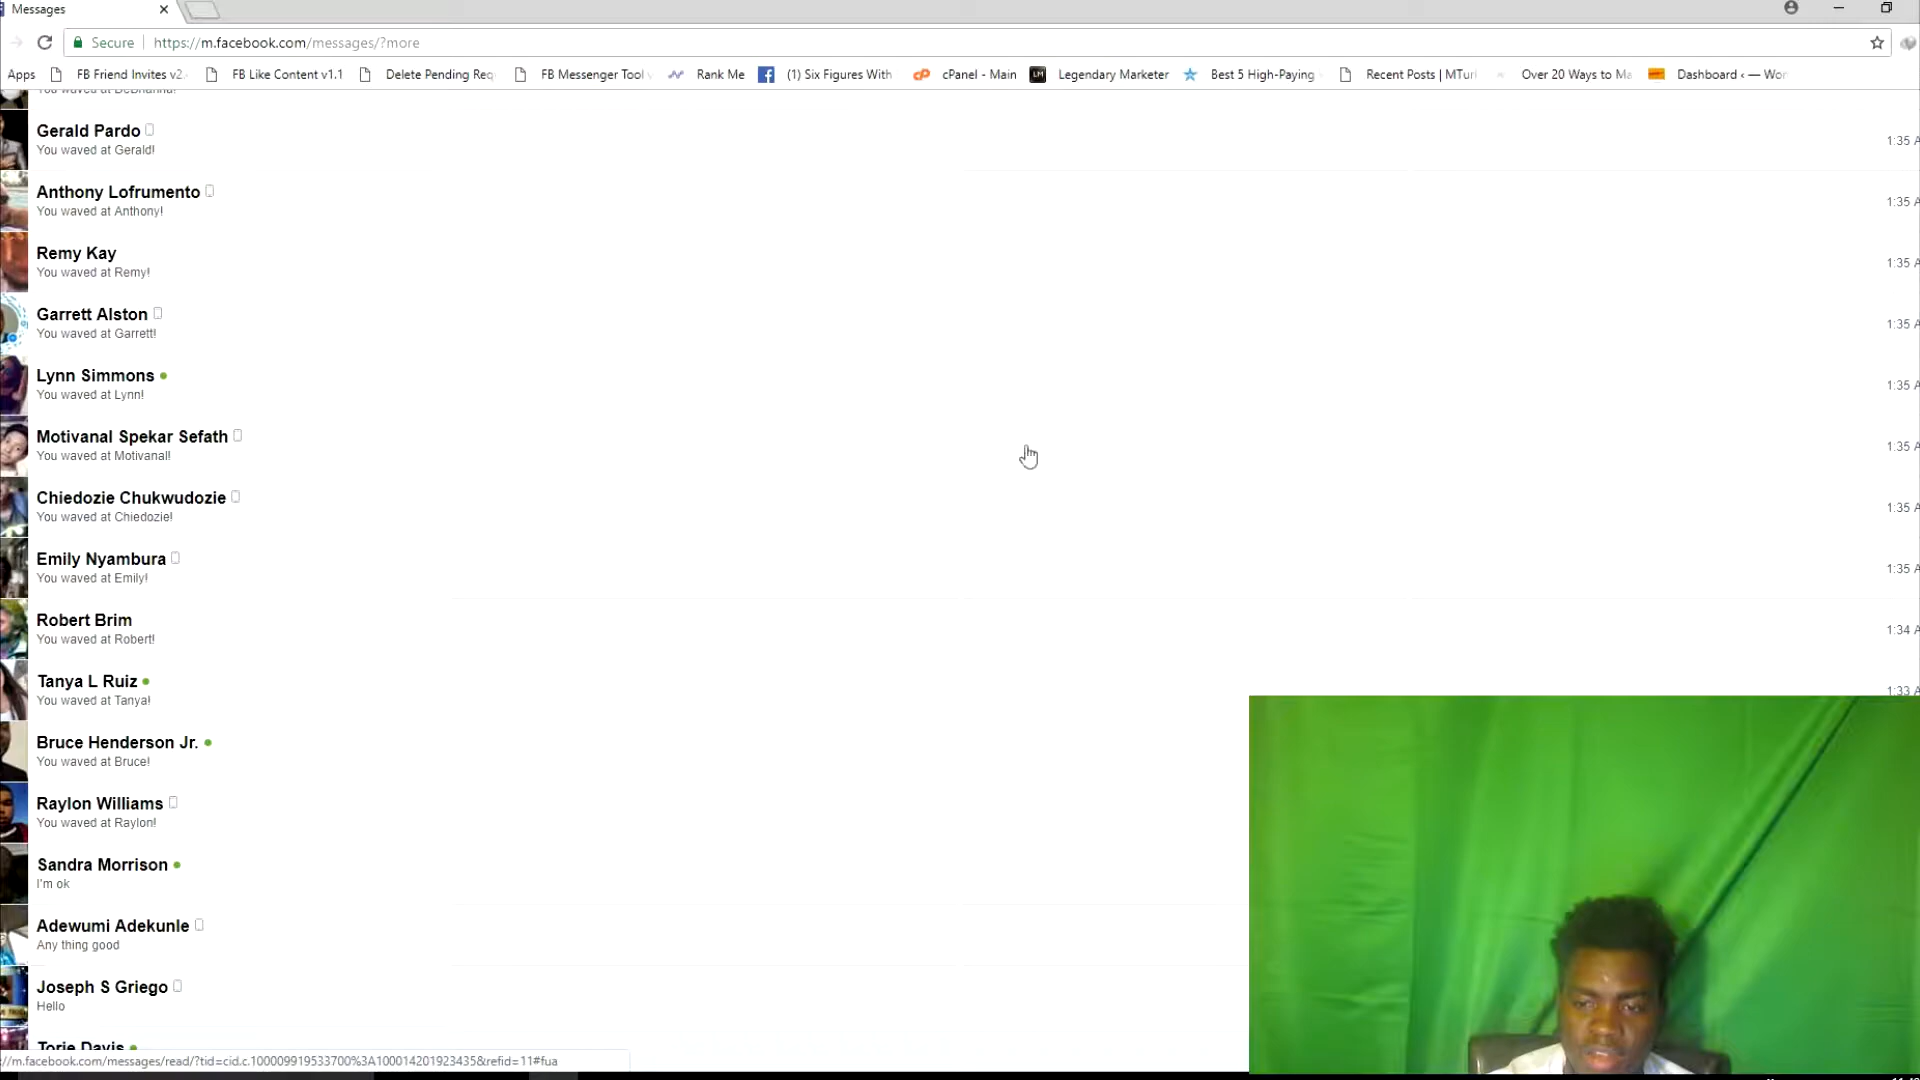 Messages
Secure https://m.facebook.com/messages/?more
Apps FB Friend Invites v2. FB Like Content v1.1 Delete Pending Req FB Messenger Tool Rank Me (1) Six Figures With cPanel - Main Legendary Marketer Best 5 High-Paying Recent Posts | MTur Over 20 Ways to Ma Dashboard ‹ — Wor
You waved at DeBrianna!
Gerald Pardo
You waved at Gerald!
1:35 A
Anthony Lofrumento
You waved at Anthony!
1:35 A
Remy Kay
You waved at Remy!
1:35 A
Garrett Alston
You waved at Garrett!
1:35 A
Lynn Simmons
You waved at Lynn!
1:35 A
Motivanal Spekar Sefath
You waved at Motivanal!
1:35 A
Chiedozie Chukwudozie
You waved at Chiedozie!
1:35 A
Emily Nyambura
You waved at Emily!
1:35 A
Robert Brim
You waved at Robert!
1:34 A
Tanya L Ruiz
You waved at Tanya!
1:33 A
Bruce Henderson Jr.
You waved at Bruce!
Raylon Williams
You waved at Raylon!
Sandra Morrison
I'm ok
Adewumi Adekunle
Any thing good
Joseph S Griego
Hello
Torie Davis
//m.facebook.com/messages/read/?tid=cid.c.100009919533700%3A100014201923435&refid=11#fua